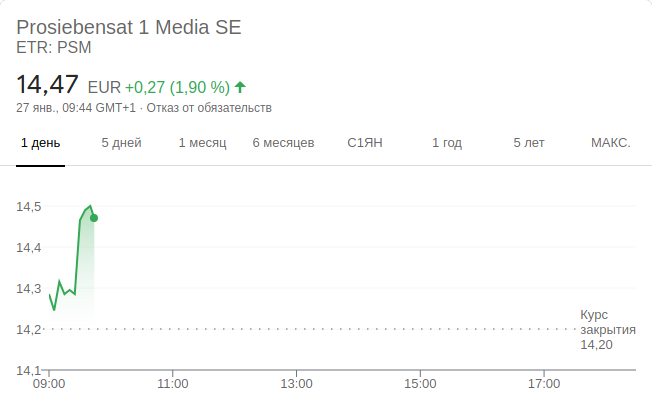 Prosiebensat 1 Media SE
ETR: PSM
14,47 EUR +0,27 (1,90 %)
27 янв., 09:44 GMT+1 · Отказ от обязательств
1 день 5 дней 1 месяц 6 месяцев С1ЯН 1 год 5 лет МАКС.
14,5
14,4
14,3
14,2
14,1
Курс
закрытия
14,20
09:00 11:00 13:00 15:00 17:00